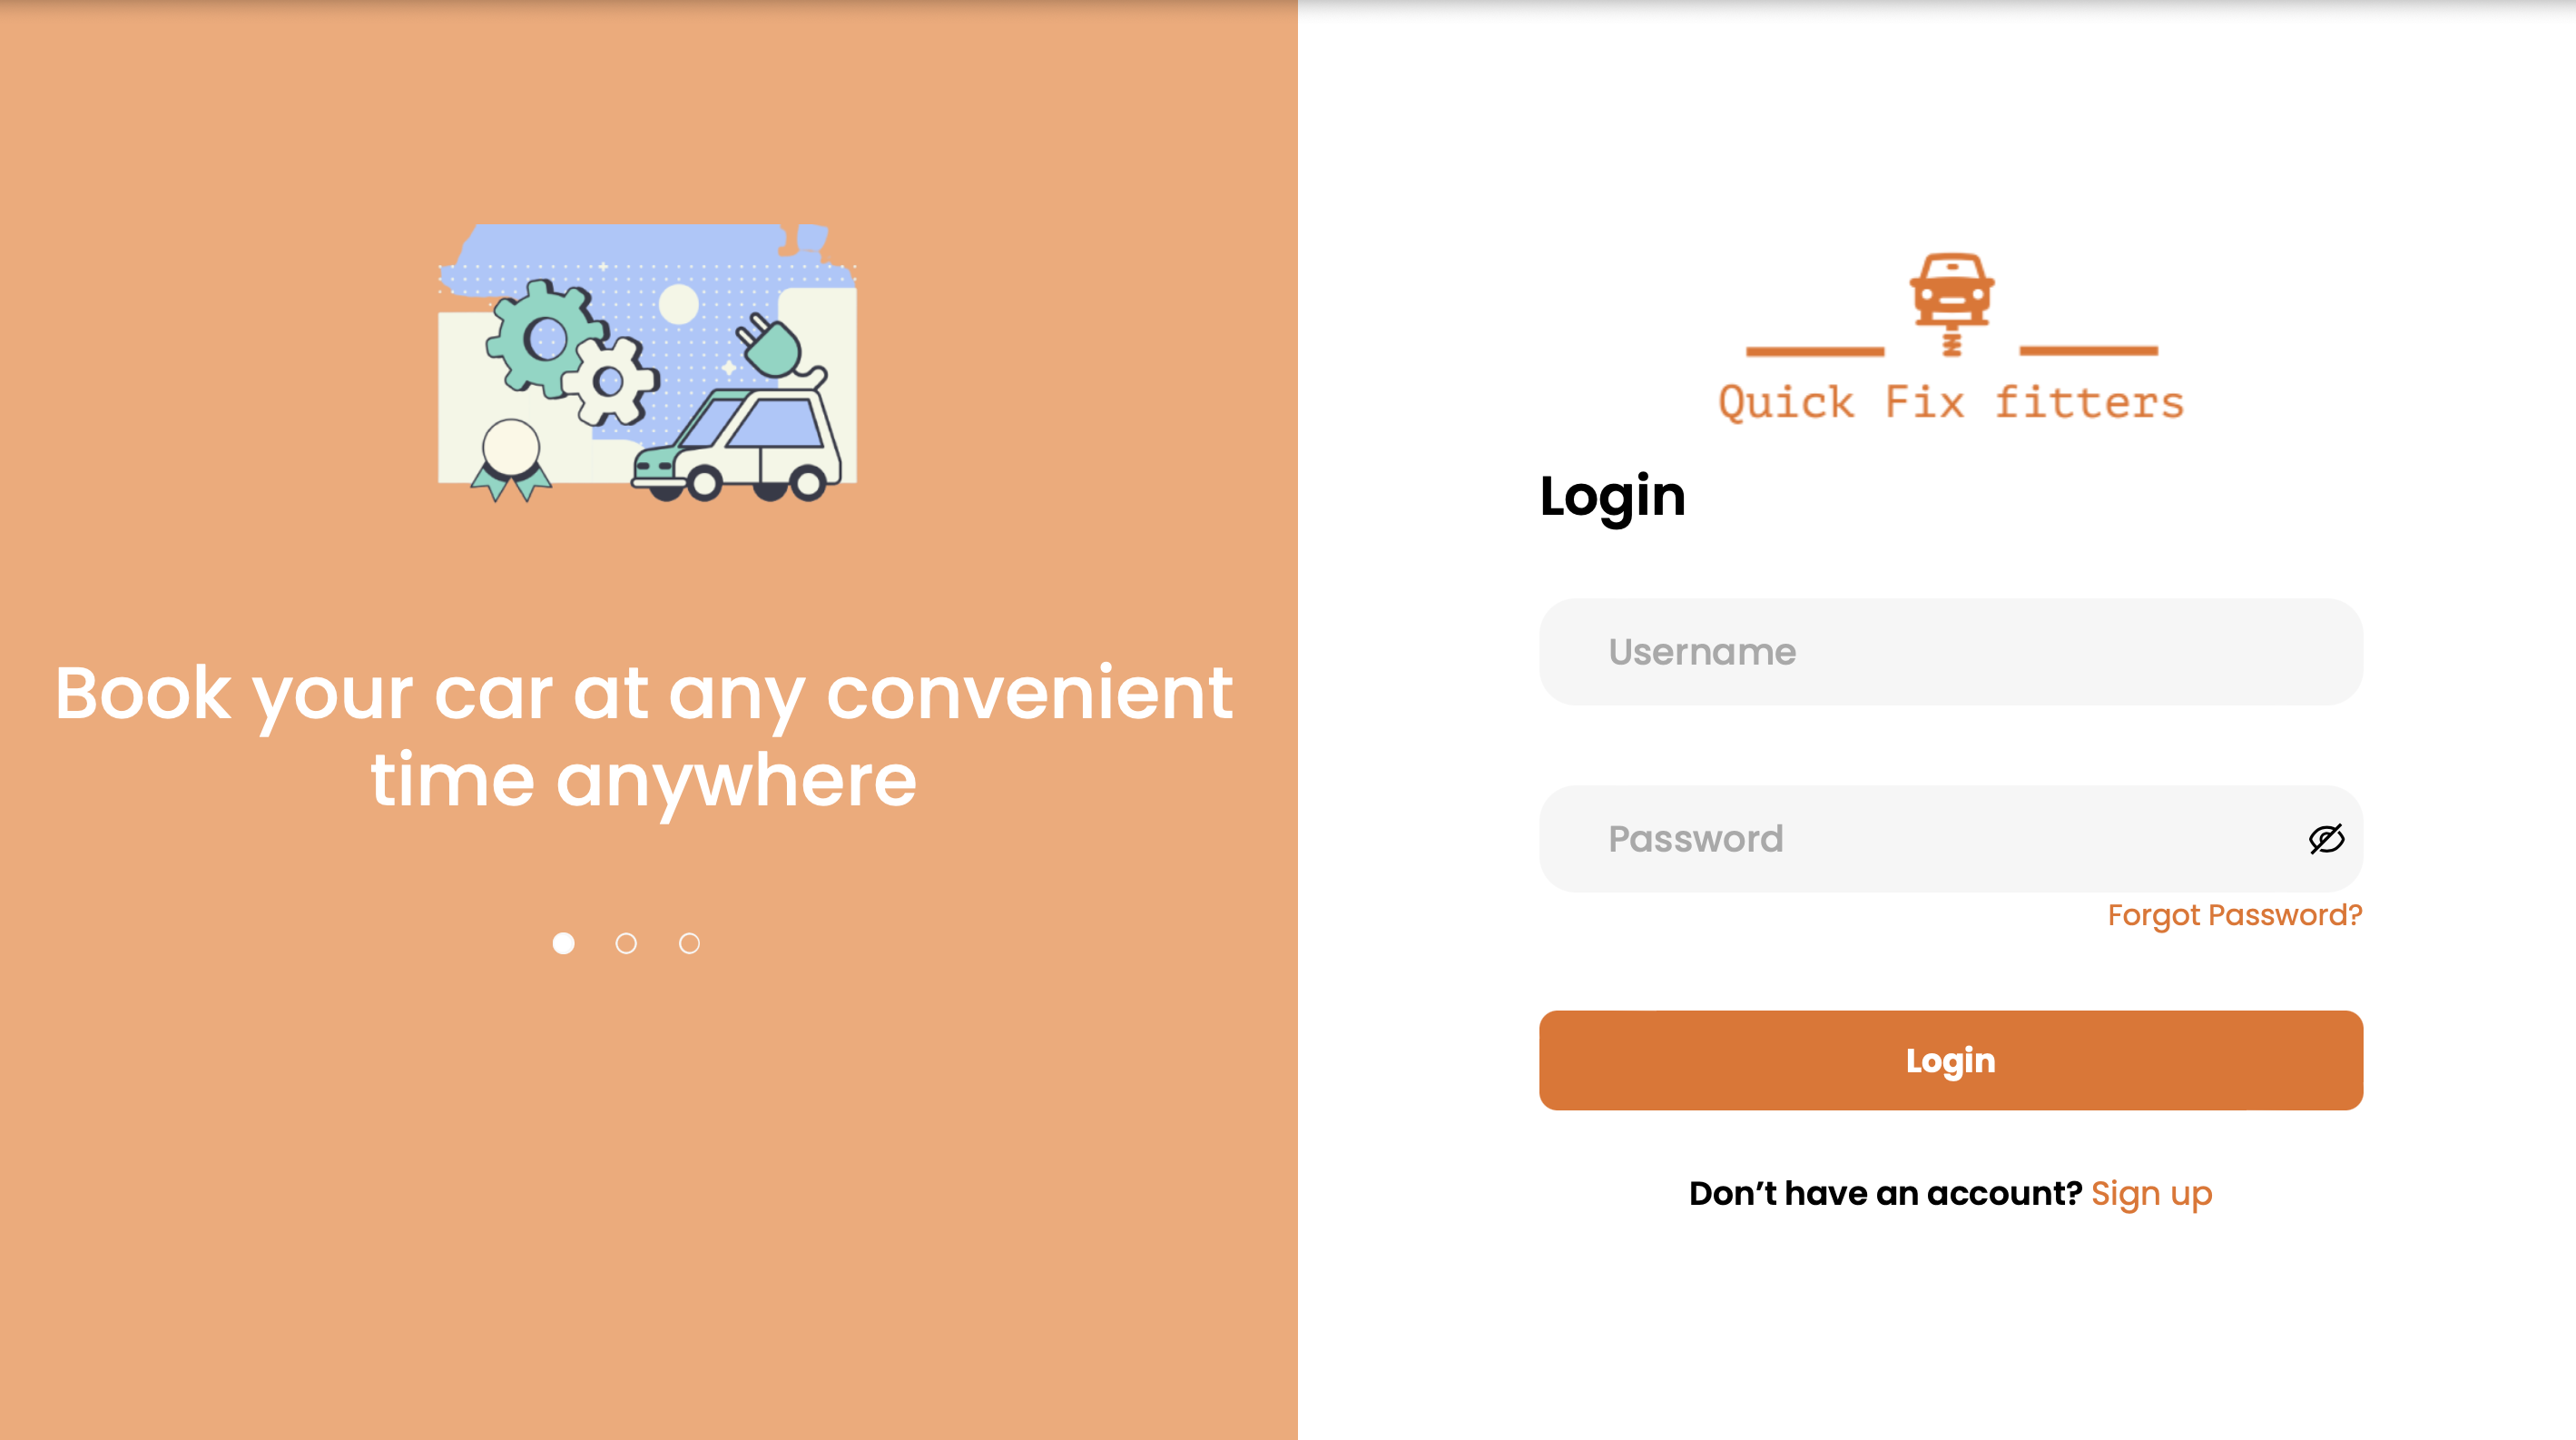 Book your car at any convenient
time anywhere
Quick Fix fitters
Login
Username
Password
Forgot Password?
Login
Don’t have an account? Sign up